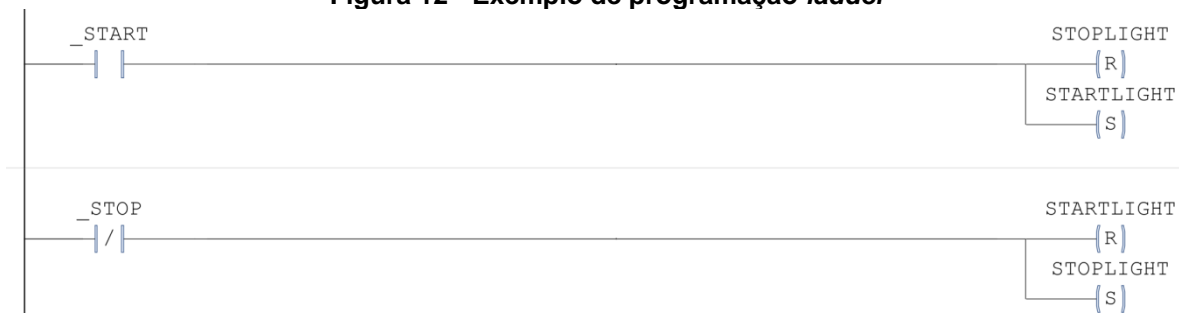 Figura 12 - Exemplo de programação ladder
_START
STOPLIGHT
R
STARTLIGHT
S
_STOP
/
STARTLIGHT
R
STOPLIGHT
S